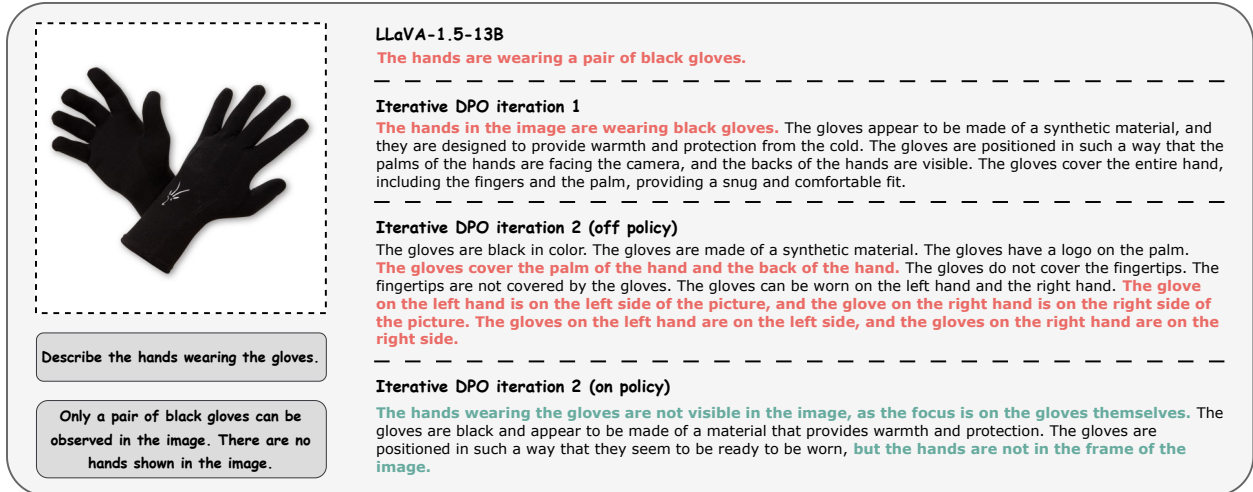 Describe the hands wearing the gloves.
Only a pair of black gloves can be
observed in the image. There are no
hands shown in the image.
LLaVA-1.5-13B
The hands are wearing a pair of black gloves.
Iterative DPO iteration 1
The hands in the image are wearing black gloves. The gloves appear to be made of a synthetic material, and
they are designed to provide warmth and protection from the cold. The gloves are positioned in such a way that the
palms of the hands are facing the camera, and the backs of the hands are visible. The gloves cover the entire hand,
including the fingers and the palm, providing a snug and comfortable fit.
Iterative DPO iteration 2 (off policy)
The gloves are black in color. The gloves are made of a synthetic material. The gloves have a logo on the palm.
The gloves cover the palm of the hand and the back of the hand. The gloves do not cover the fingertips. The
fingertips are not covered by the gloves. The gloves can be worn on the left hand and the right hand. The glove
on the left hand is on the left side of the picture, and the glove on the right hand is on the right side of
the picture. The gloves on the left hand are on the left side, and the gloves on the right hand are on the
right side.
Iterative DPO iteration 2 (on policy)
The hands wearing the gloves are not visible in the image, as the focus is on the gloves themselves. The
gloves are black and appear to be made of a material that provides warmth and protection. The gloves are
positioned in such a way that they seem to be ready to be worn, but the hands are not in the frame of the
image.